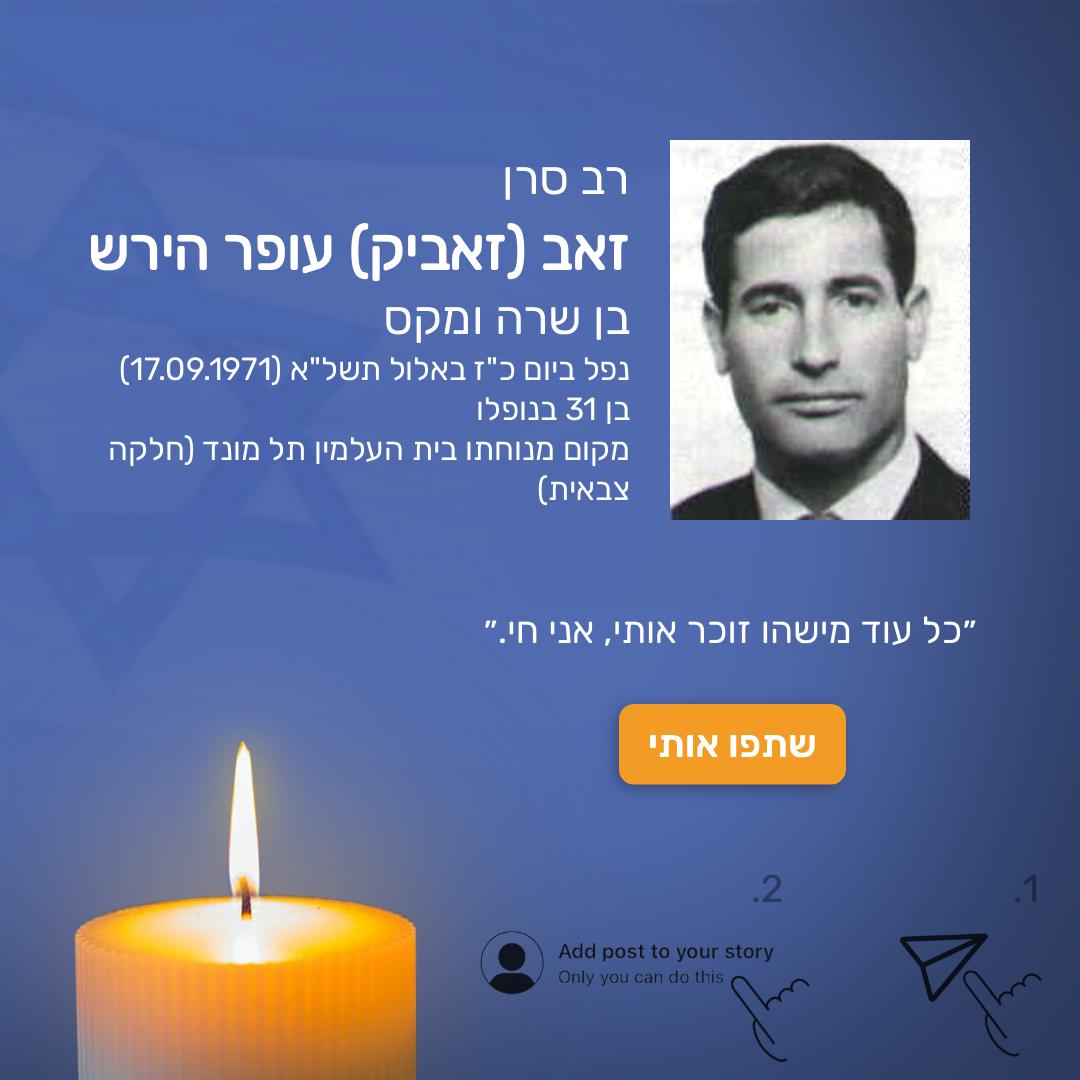 רב סרן
זאב (זאביק) עופר הירש
בן שרה ומקס
נפל ביום כ"ז באלול תשל"א (17.09.1971)
בן 31 בנופלו
מקום מנוחתו בית העלמין תל מונד (חלקה
צבאית)
״כל עוד מישהו זוכר אותי, אני חי.״
שתפו אותי
1.
2.
Add post to your story
Only you can do this